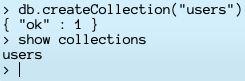 > db.createCollection("users")
{ "ok" : 1 }
> show collections
users
>